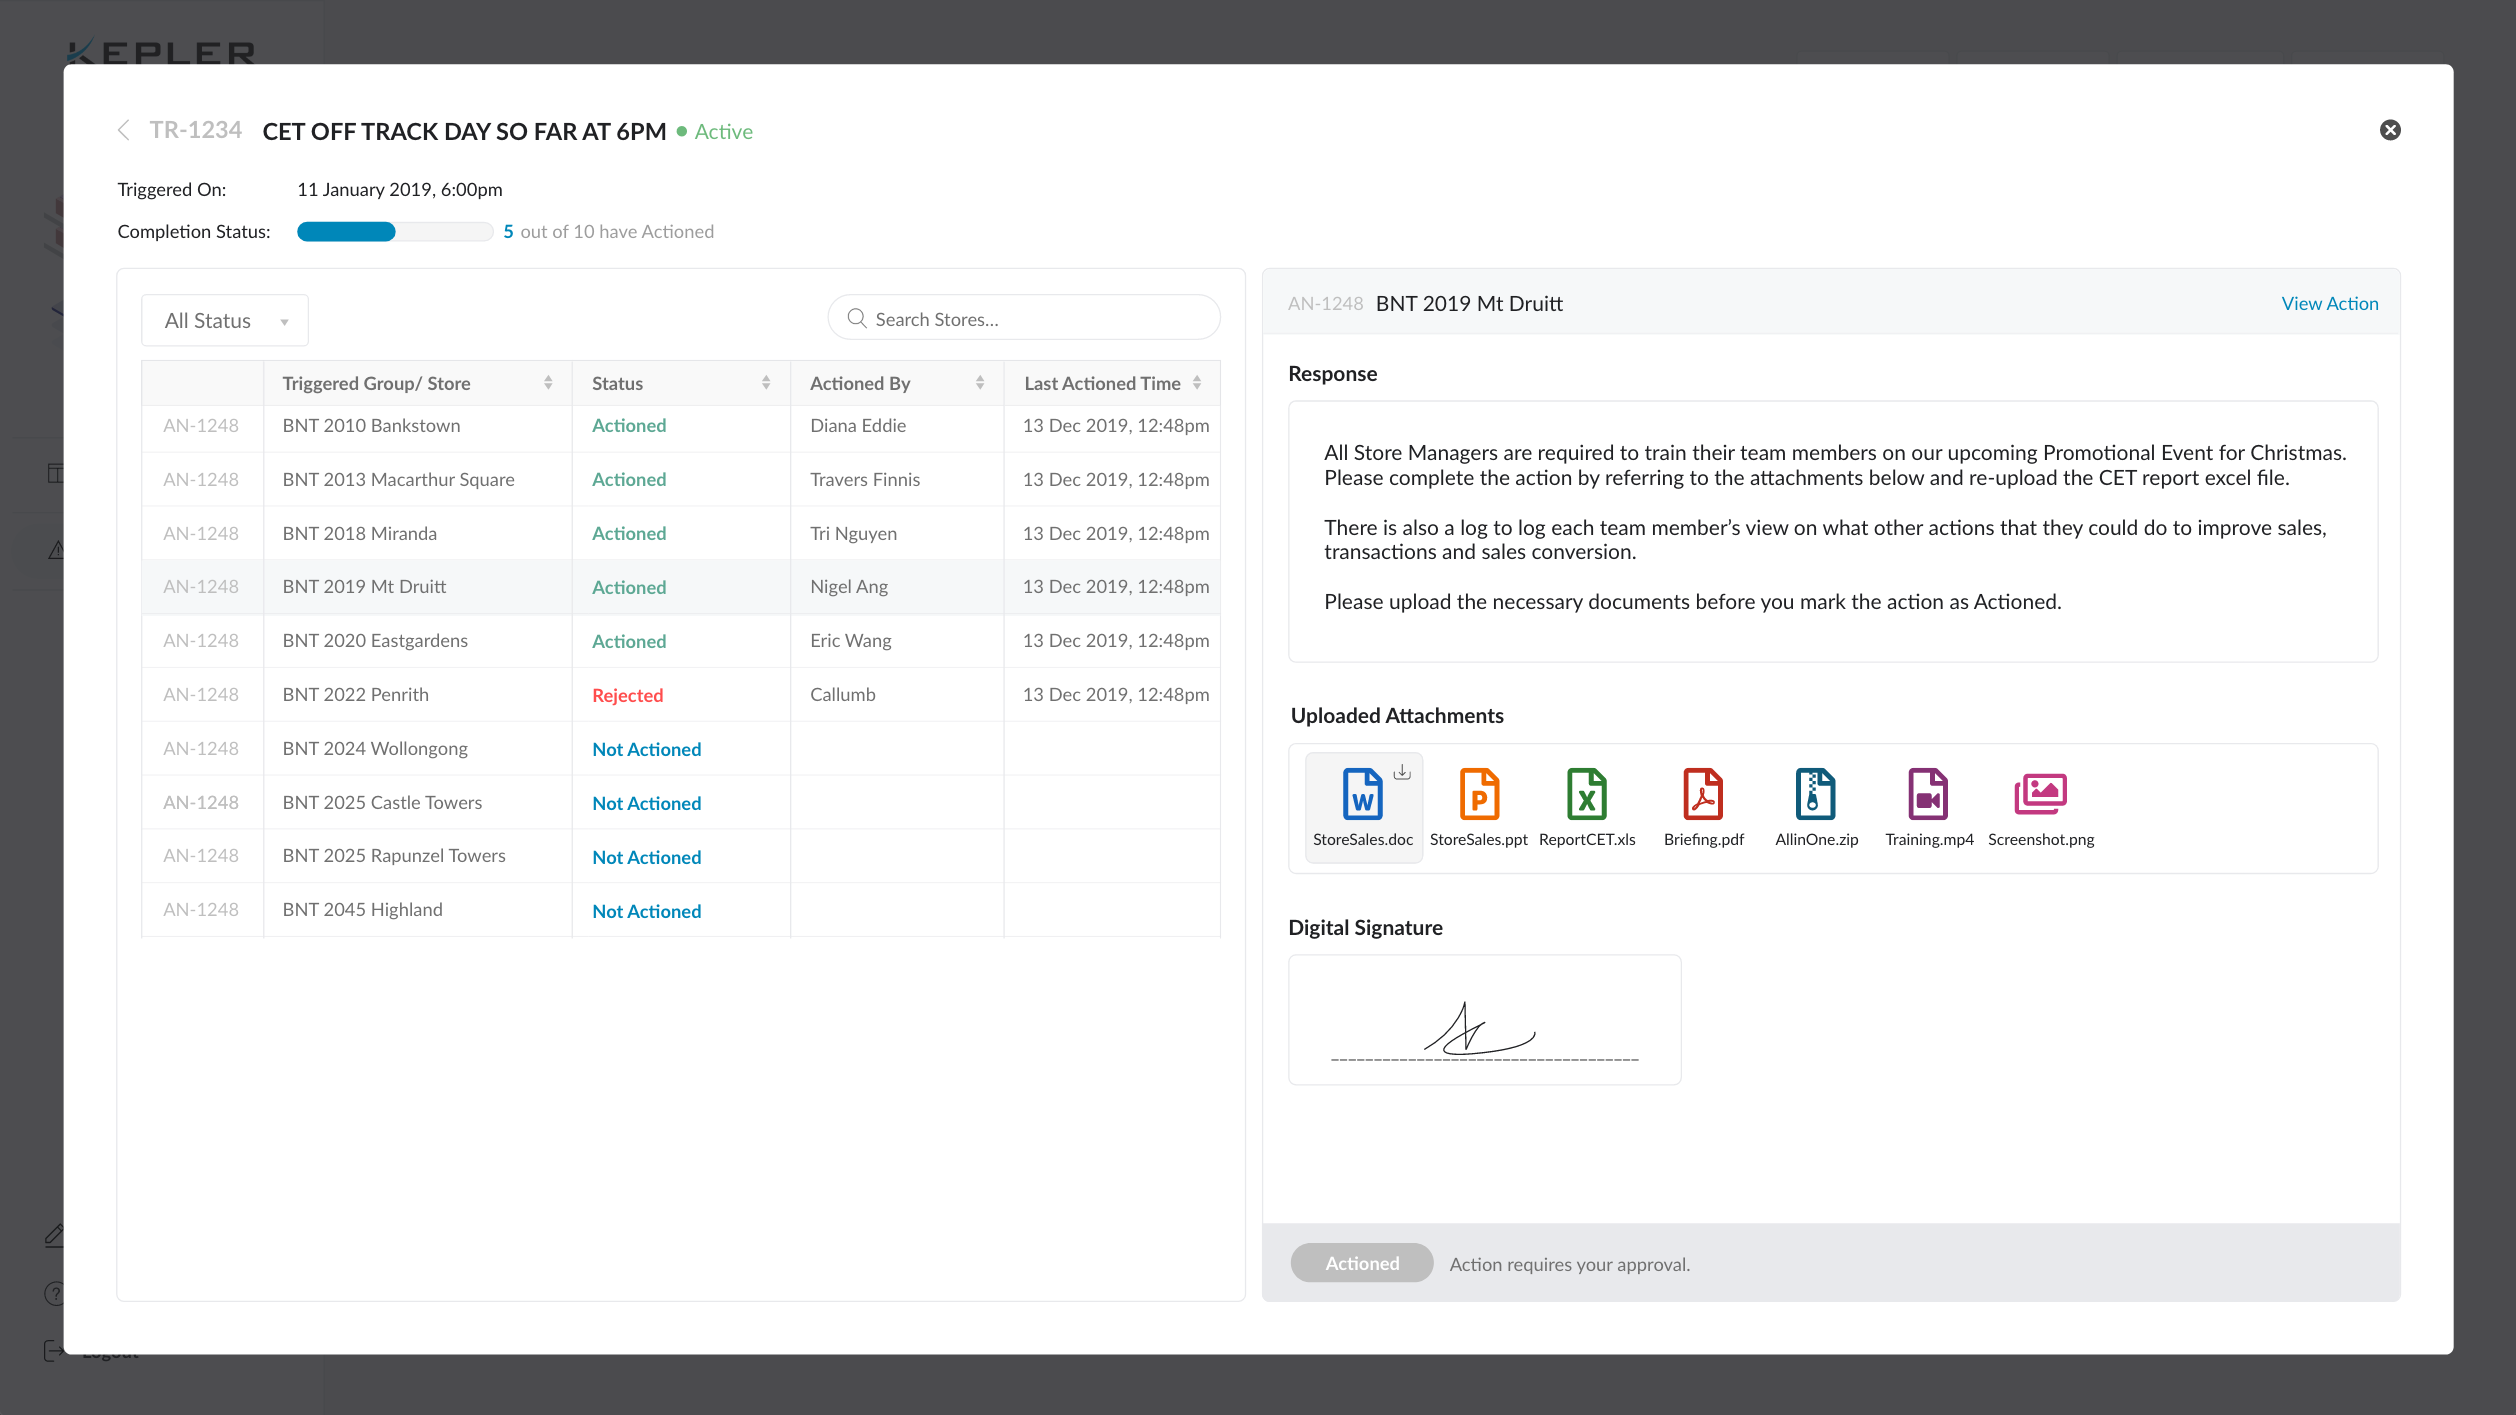 KEPLER
TR-1234 CET OFF TRACK DAY SO FAR AT 6PM Active
Triggered On: 11 January 2019, 6:00pm
Completion Status: 5 out of 10 have Actioned
All Status
Search Stores...
Triggered Group/ Store Status Actioned By Last Actioned Time
AN-1248 BNT 2010 Bankstown Actioned Diana Eddie 13 Dec 2019, 12:48pm
AN-1248 BNT 2013 Macarthur Square Actioned Travers Finnis 13 Dec 2019, 12:48pm
AN-1248 BNT 2018 Miranda Actioned Tri Nguyen 13 Dec 2019, 12:48pm
AN-1248 BNT 2019 Mt Druitt Actioned Nigel Ang 13 Dec 2019, 12:48pm
AN-1248 BNT 2020 Eastgardens Actioned Eric Wang 13 Dec 2019, 12:48pm
AN-1248 BNT 2022 Penrith Rejected Callumb 13 Dec 2019, 12:48pm
AN-1248 BNT 2024 Wollongong Not Actioned
AN-1248 BNT 2025 Castle Towers Not Actioned
AN-1248 BNT 2025 Rapunzel Towers Not Actioned
AN-1248 BNT 2045 Highland Not Actioned
AN-1248 BNT 2019 Mt Druitt View Action
Response
All Store Managers are required to train their team members on our upcoming Promotional Event for Christmas.
Please complete the action by referring to the attachments below and re-upload the CET report excel file.
There is also a log to log each team member’s view on what other actions that they could do to improve sales,
transactions and sales conversion.
Please upload the necessary documents before you mark the action as Actioned.
Uploaded Attachments
StoreSales.doc StoreSales.ppt ReportCET.xls Briefing.pdf AllinOne.zip Training.mp4 Screenshot.png
Digital Signature
Actioned Action requires your approval.
Logout